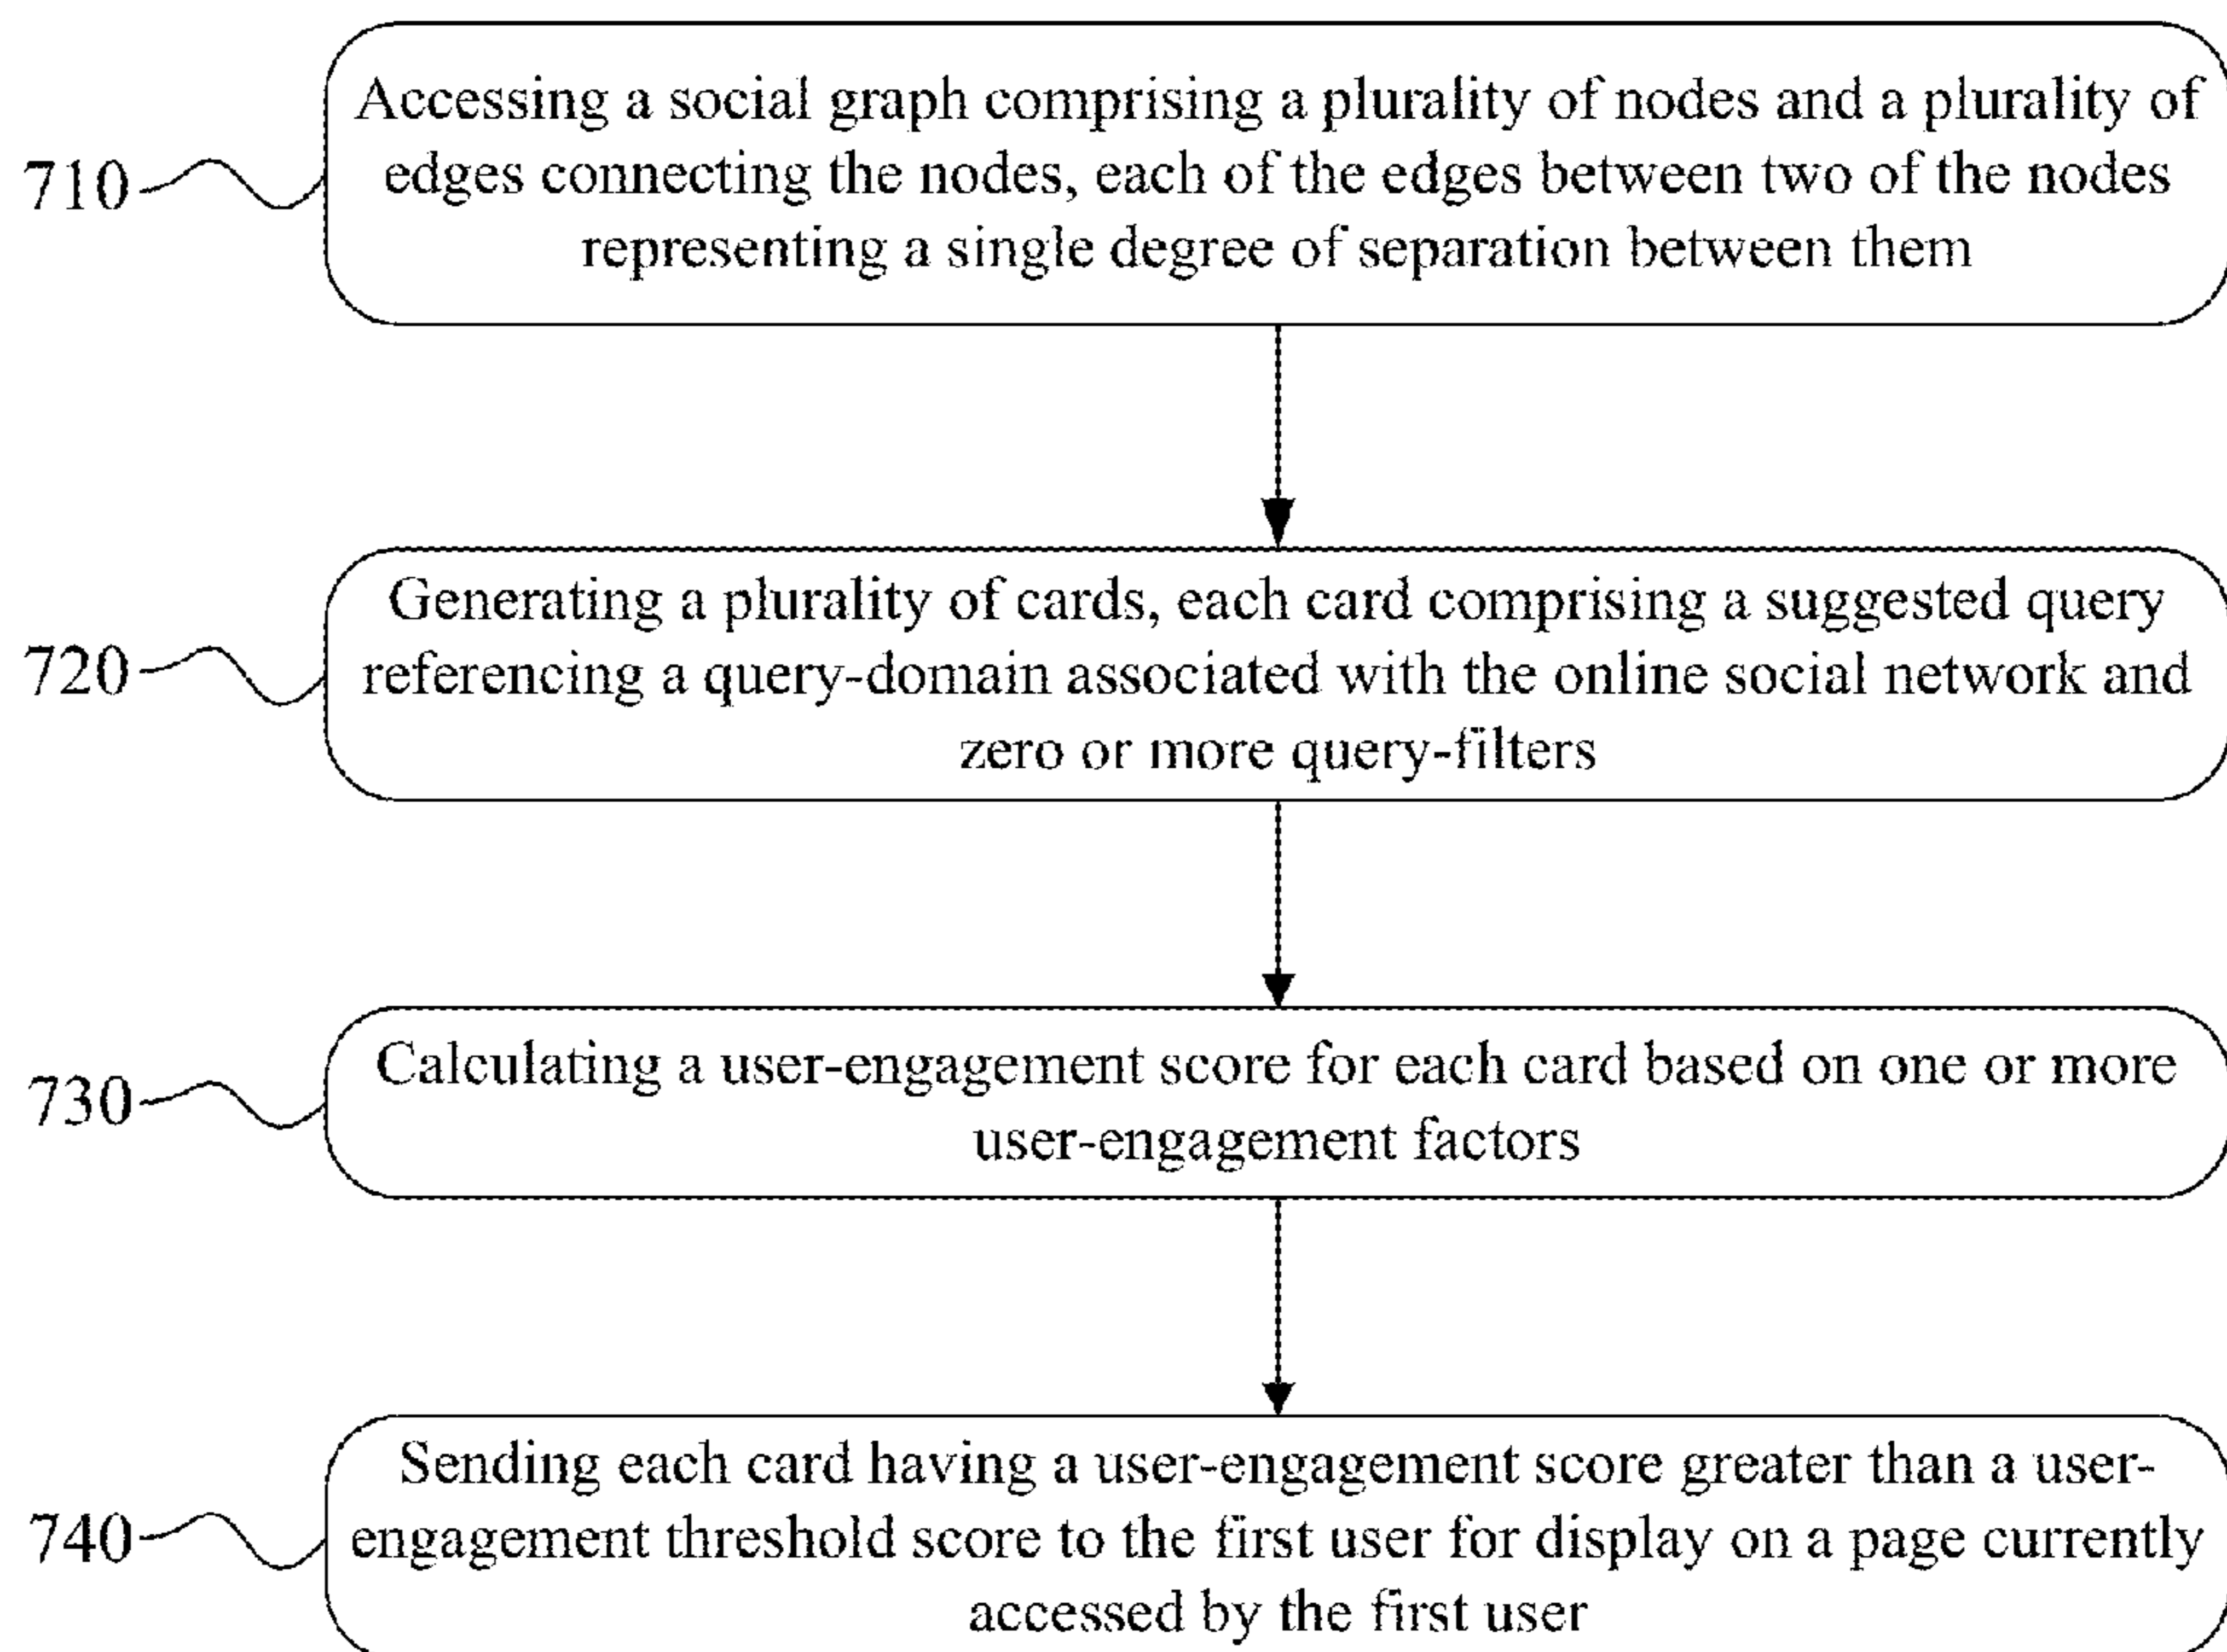 710
Accessing a social graph comprising a plurality of nodes and a plurality of
edges connecting the nodes, each of the edges between two of the nodes
representing a single degree of separation between them
720
Generating a plurality of cards, each card comprising a suggested query
referencing a query-domain associated with the online social network and
zero or more query-filters
730
Calculating a user-engagement score for each card based on one or more
user-engagement factors
740
Sending each card having a user-engagement score greater than a user-
engagement threshold score to the first user for display on a page currently
accessed by the first user